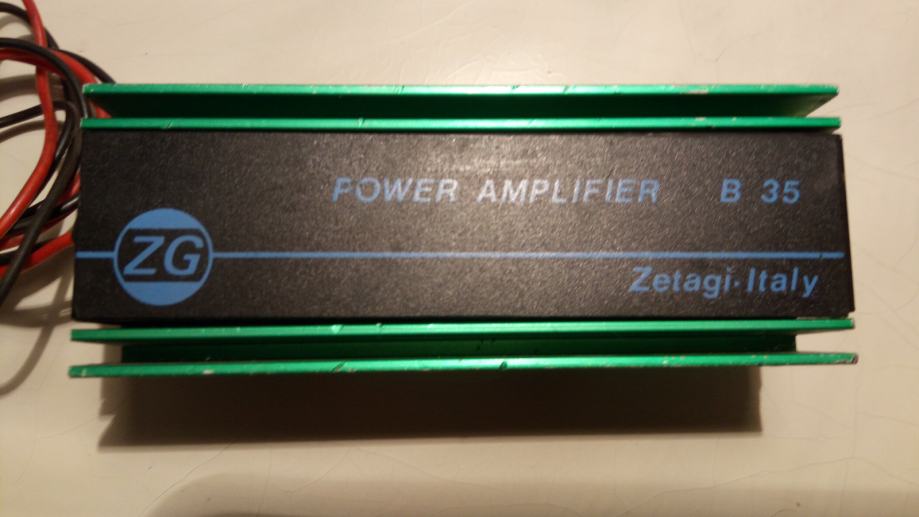 POWER AMPLIFIER B 35
ZG
Zetagi·Italy